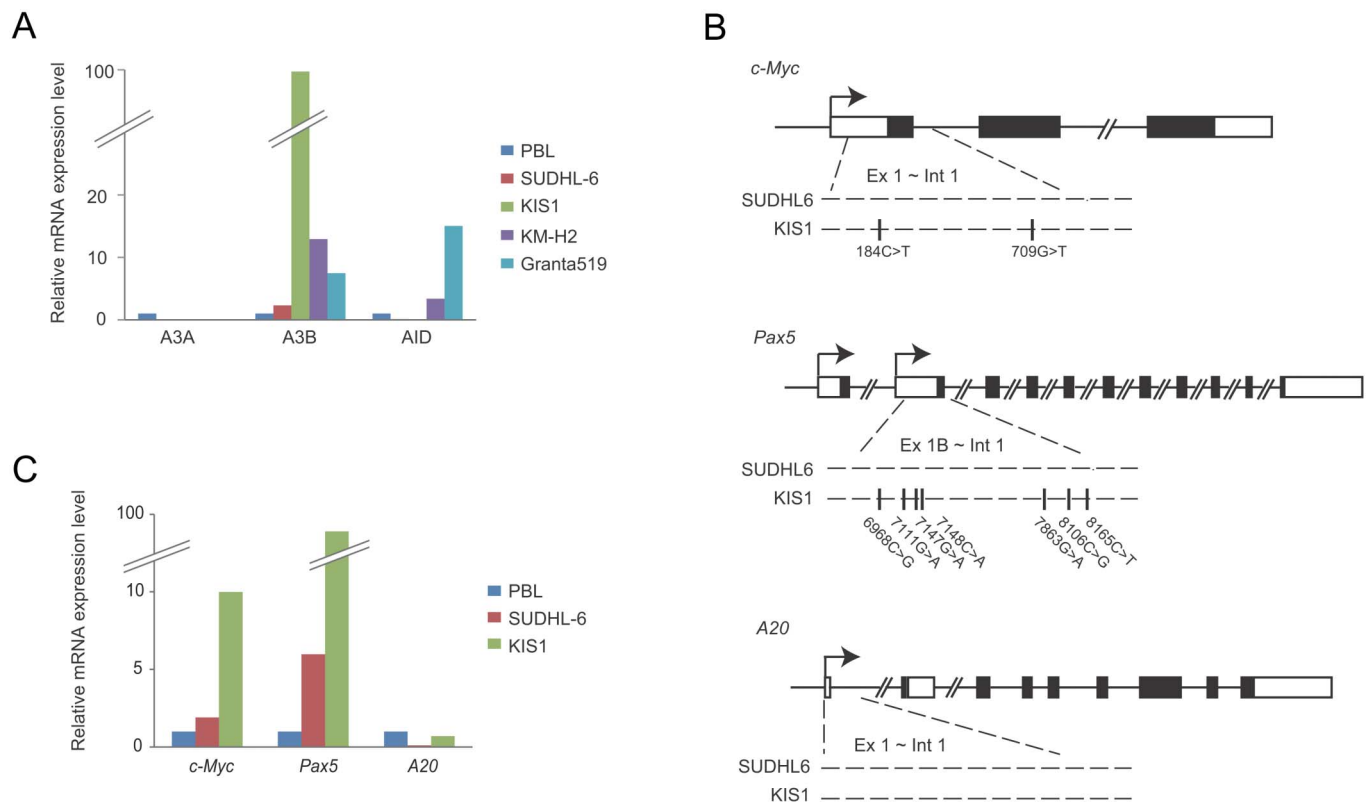 A
Relative mRNA expression level
100
20
10
0
A3A
A3B
AID
PBL
SUDHL-6
KIS1
KM-H2
Granta519
B
c-Myc
Ex 1 ~ Int 1
SUDHL6
KIS1
184C>T
709G>T
Pax5
Ex 1B ~ Int 1
SUDHL6
KIS1
6968C>G
7111G>A
7147G>A
7148C>A
7863G>A
8106C>G
8165C>T
A20
Ex 1 ~ Int 1
SUDHL6
KIS1
C
Relative mRNA expression level
100
10
5
0
c-Myc
Pax5
A20
PBL
SUDHL-6
KIS1